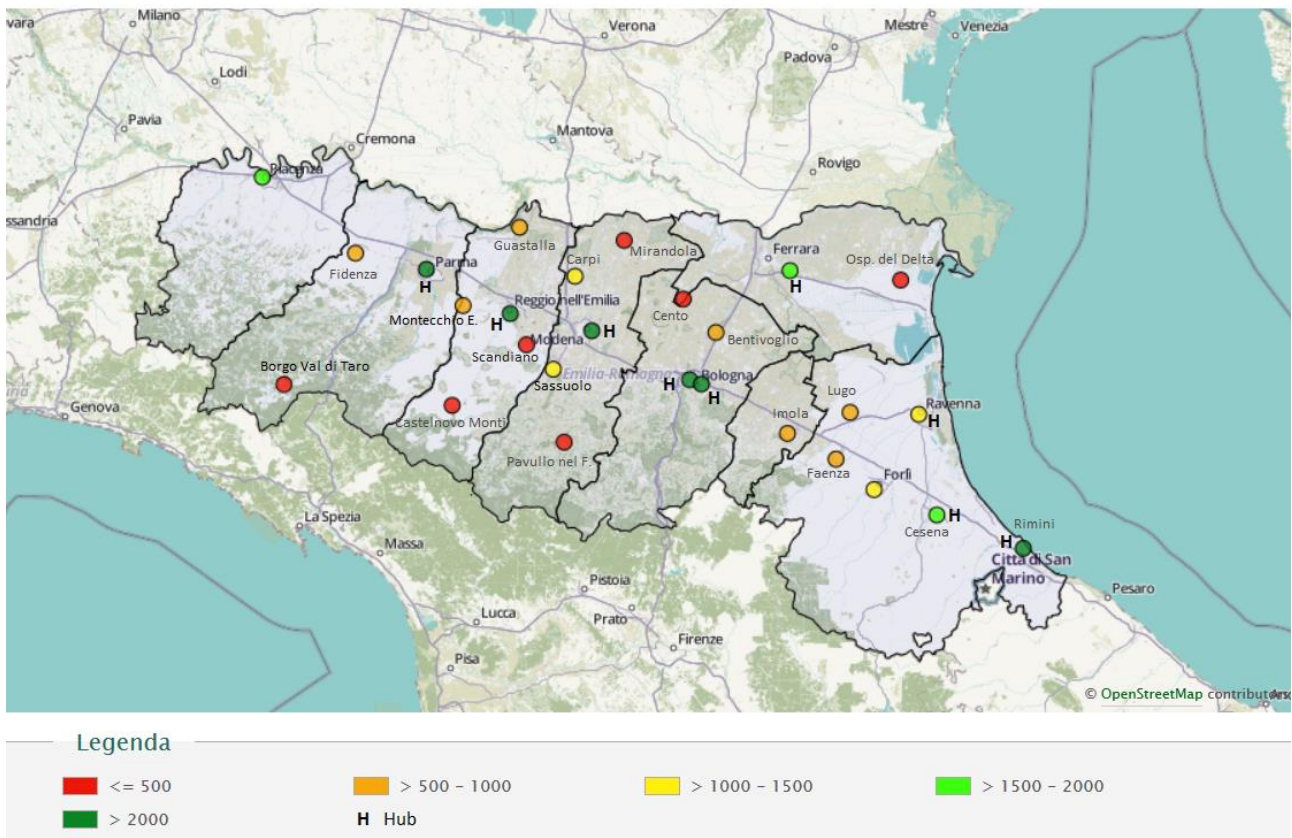 vara
Milano
Verona
Mestre
Venezia
Padova
Lodi
Pavia
Cremona
Mantova
Rovigo
Piacenza
ssandria
Guastalla
Mirandola
Ferrara
Carpi
Osp. del Delta
Fidenza
Parma
H
H
Reggio nell'Emilia
Cento
Montecchio E.
H
H
Bentivoglio
Scandiano
Modena
Borgo Val di Taro
Sassuolo
Emilia-Romagna
Bologna
H
H
Lugo
Ravenna
H
Genova
Castelnovo Monti
Imola
Pavullo nel F.
Faenza
Forlì
La Spezia
Cesena
H
Rimini
H
Massa
Città di San
Marino
Pistoia
Pesaro
Lucca
Prato
Firenze
Pisa
© OpenStreetMap contributors
Legenda
<= 500
> 500 - 1000
> 1000 - 1500
> 1500 - 2000
> 2000
H Hub